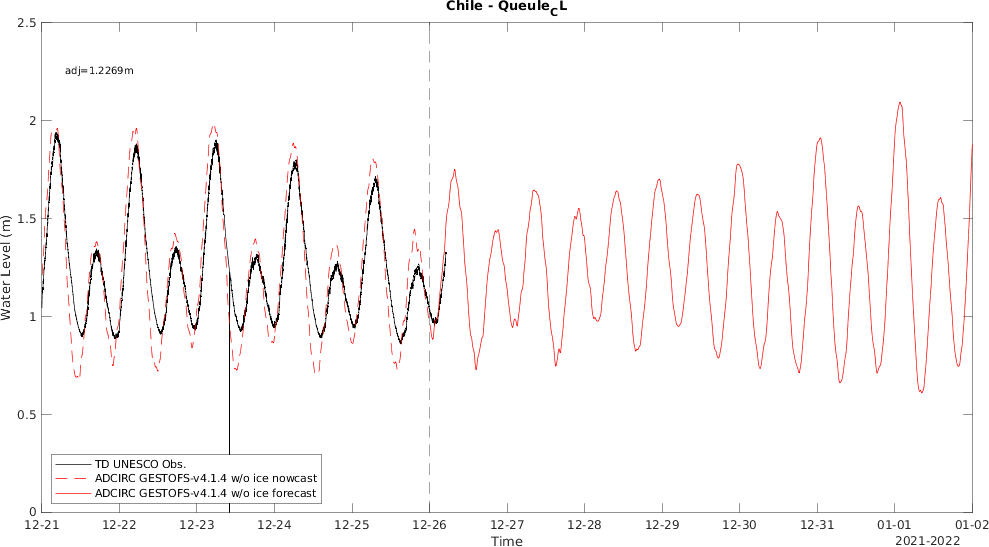 Chile - Queule_CL
2.5
adj=1.2269m
2
1.5
Water Level (m)
1
0.5
TD UNESCO Obs.
ADCIRC GESTOFS-v4.1.4 w/o ice nowcast
ADCIRC GESTOFS-v4.1.4 w/o ice forecast
0
12-21 12-22 12-23 12-24 12-25 12-26 12-27 12-28 12-29 12-30 12-31 01-01 01-02
Time
2021-2022